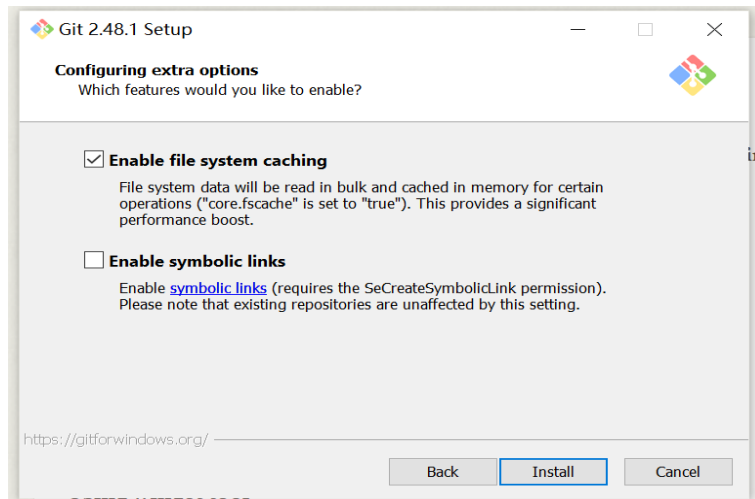 Git 2.48.1 Setup
Configuring extra options
Which features would you like to enable?
Enable file system caching
File system data will be read in bulk and cached in memory for certain
operations ("core.fscache" is set to "true"). This provides a significant
performance boost.
Enable symbolic links
Enable symbolic links (requires the SeCreateSymbolicLink permission).
Please note that existing repositories are unaffected by this setting.
https://gitforwindows.org/
Back
Install
Cancel